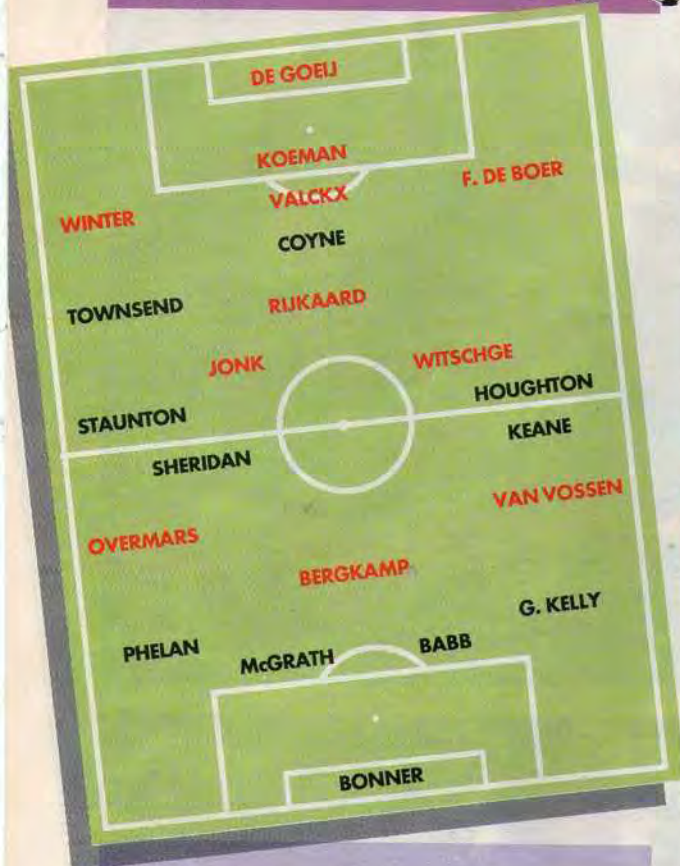 DE GOEIJ
KOEMAN
F. DE BOER
VALCKX
WINTER
COYNE
TOWNSEND
RIJKAARD
JONK
WITSCHGE
HOUGHTON
STAUNTON
KEANE
SHERIDAN
VAN VOSSEN
OVERMARS
BERGKAMP
G. KELLY
PHELAN
McGRATH
BABB
BONNER